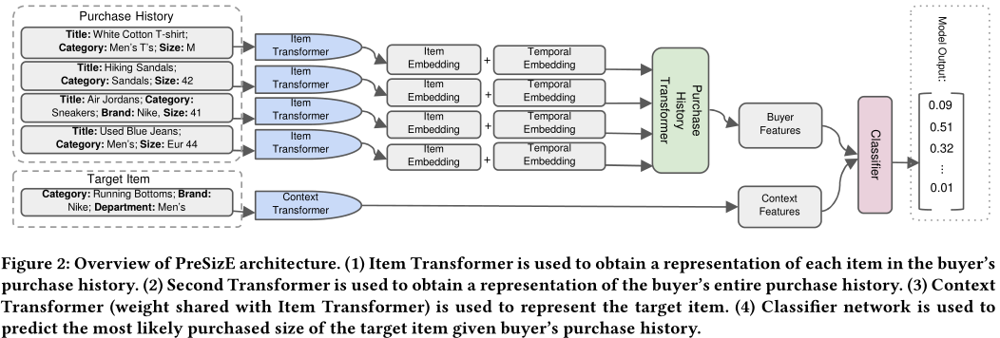 Purchase History
Title: White Cotton T-shirt;
Category: Men's T's; Size: M
Title: Hiking Sandals;
Category: Sandals; Size: 42
Title: Air Jordans; Category:
Sneakers; Brand: Nike, Size: 41
Title: Used Blue Jeans;
Category: Men's; Size: Eur 44
Target Item
Category: Running Bottoms; Brand:
Nike; Department: Men's
Item
Transformer
Item
Transformer
Item
Transformer
Item
Transformer
Context
Transformer
Item
Embedding
+
Temporal
Embedding
Item
Embedding
+
Temporal
Embedding
Item
Embedding
+
Temporal
Embedding
Item
Embedding
+
Temporal
Embedding
Purchase
History
Transformer
Buyer
Features
Context
Features
Classifier
Model Output:
0.09
0.51
0.32
...
0.01
Figure 2: Overview of PreSizE architecture. (1) Item Transformer is used to obtain a representation of each item in the buyer's
purchase history. (2) Second Transformer is used to obtain a representation of the buyer's entire purchase history. (3) Context
Transformer (weight shared with Item Transformer) is used to represent the target item. (4) Classifier network is used to
predict the most likely purchased size of the target item given buyer's purchase history.